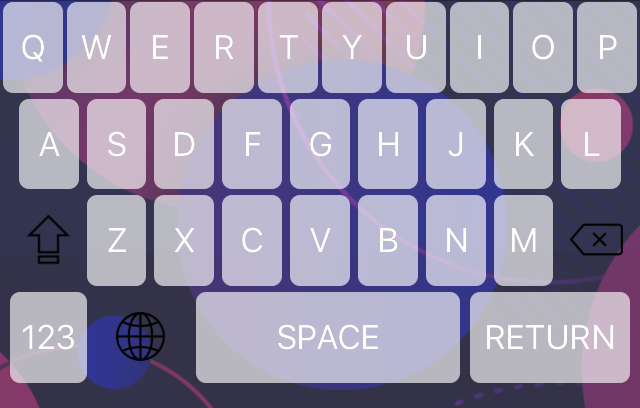 Q W E R T Y U I O P
A S D F G H J K L
Z X C V B N M
123 SPACE RETURN